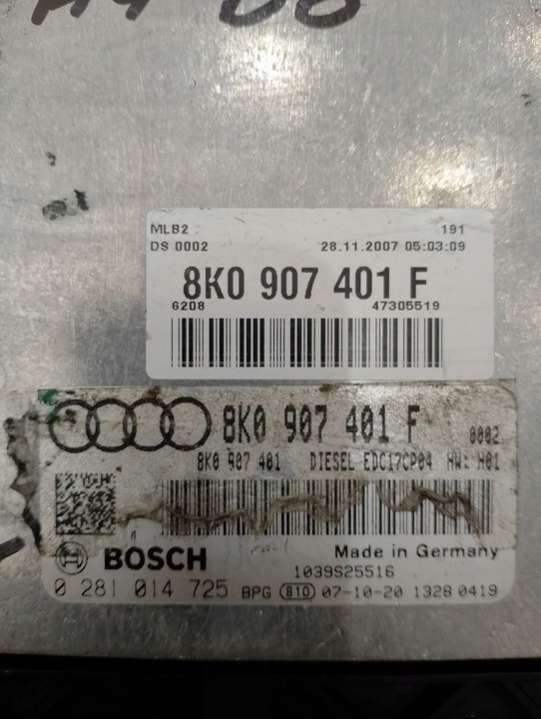 MLB2 191
DS 0002 28.11.2007 05:03:09
8K0 907 401 F
6208 47305519
8K0 907 401 F 0002
8K0 907 401 DIESEL EDC17CP04 HW: H01
BOSCH Made in Germany
1039S25516
0 281 014 725 BPG 810 07-10-20 1328 0419